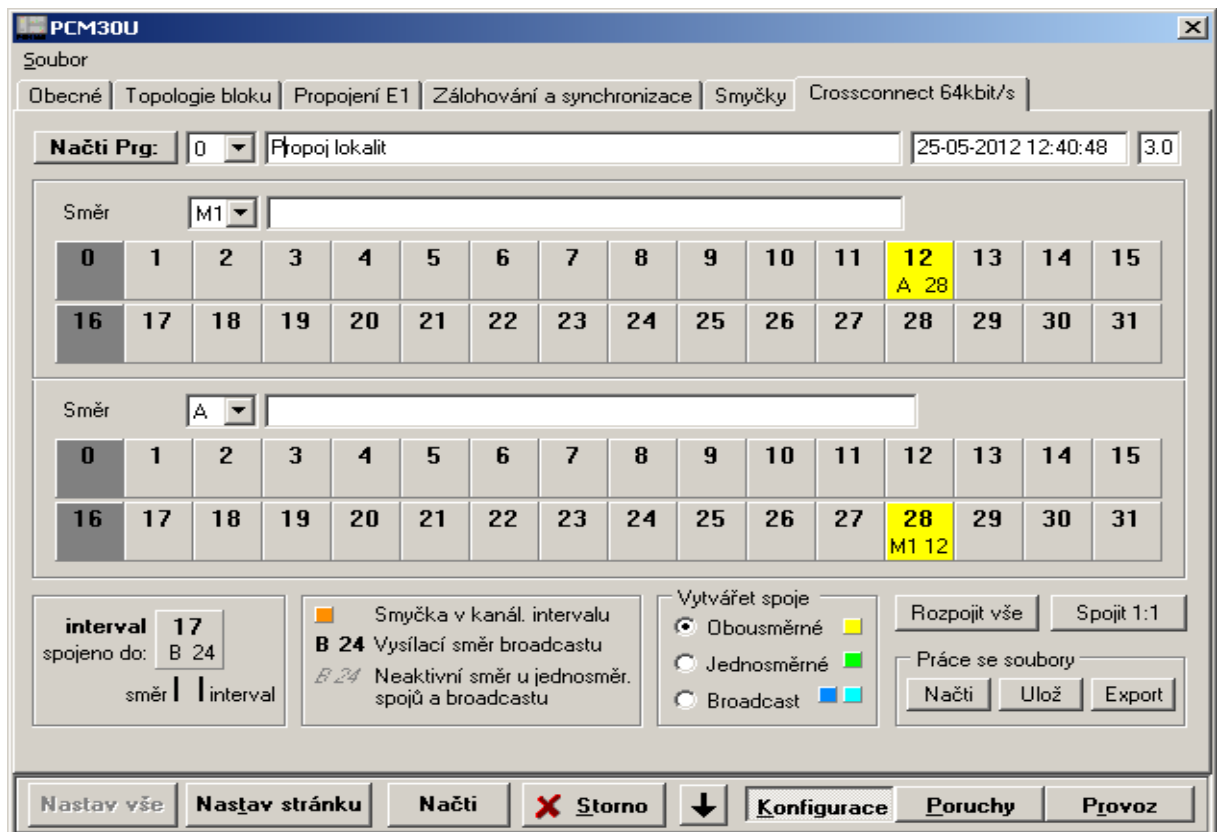 PCM30U
Soubor
Obecné Topologie bloku Propojení E1 Zálohování a synchronizace Smyčky Crossconnect 64kbit/s
Načti Prg: 0 Propoj lokalit 25-05-2012 12:40:48 3.0
Směr M1
0 1 2 3 4 5 6 7 8 9 10 11 12 13 14 15
A 28
16 17 18 19 20 21 22 23 24 25 26 27 28 29 30 31
Směr A
0 1 2 3 4 5 6 7 8 9 10 11 12 13 14 15
16 17 18 19 20 21 22 23 24 25 26 27 28 29 30 31
M1 12
interval 17
spojeno do: B 24
směr interval
Smyčka v kanál. intervalu
B 24 Vysílací směr broadcastu
B 24 Neaktivní směr u jednosměr.
spojů a broadcastu
Vytvářet spoje
Obousměrné
Jednosměrné
Broadcast
Rozpojit vše Spojit 1:1
Práce se soubory
Načti Ulož Export
Nastav vše Nastav stránku Načti Storno Konfigurace Poruchy Provoz